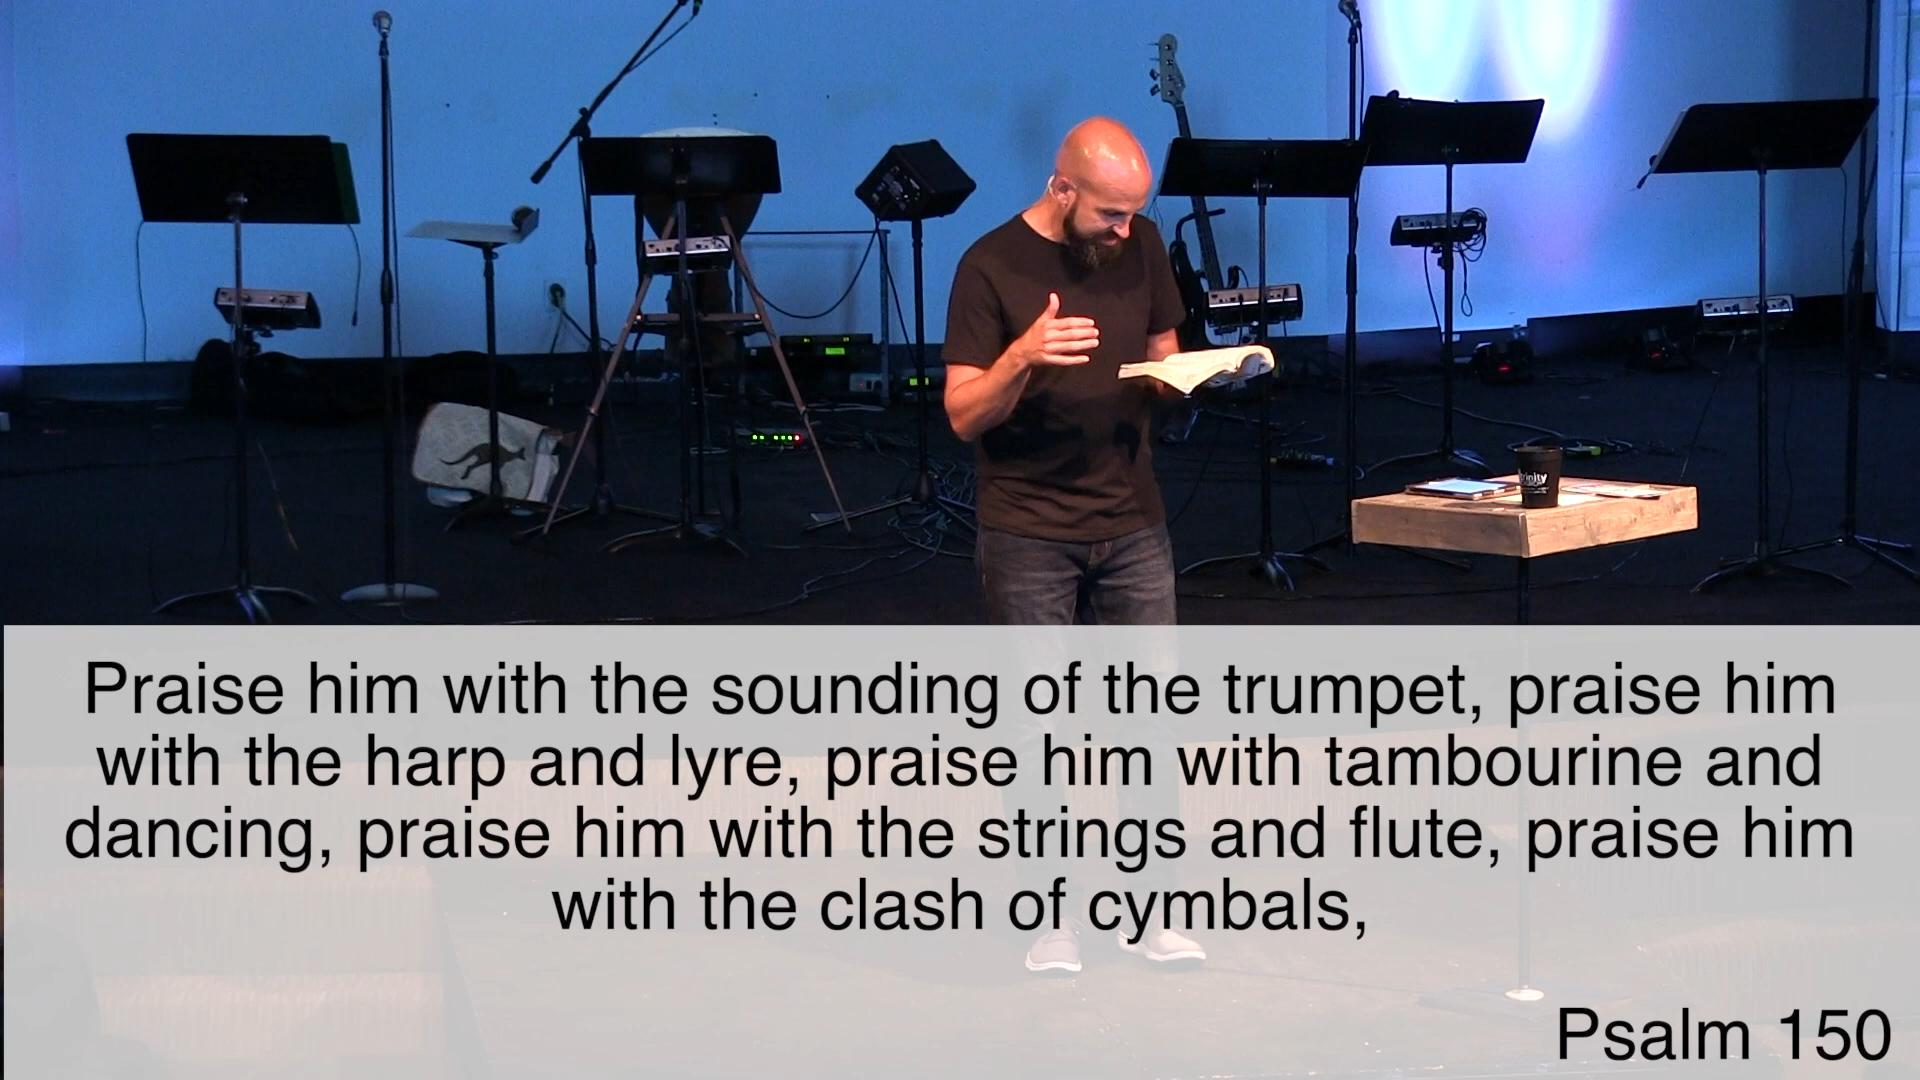 Trinity
Praise him with the sounding of the trumpet, praise him
with the harp and lyre, praise him with tambourine and
dancing, praise him with the strings and flute, praise him
with the clash of cymbals,
Psalm 150